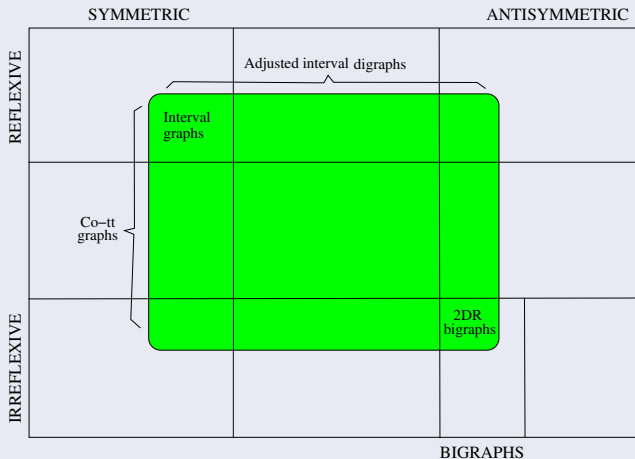 SYMMETRIC
ANTISYMMETRIC
REFLEXIVE
Adjusted interval digraphs
Interval
graphs
Co-tt
graphs
IRREFLEXIVE
2DR
bigraphs
BIGRAPHS